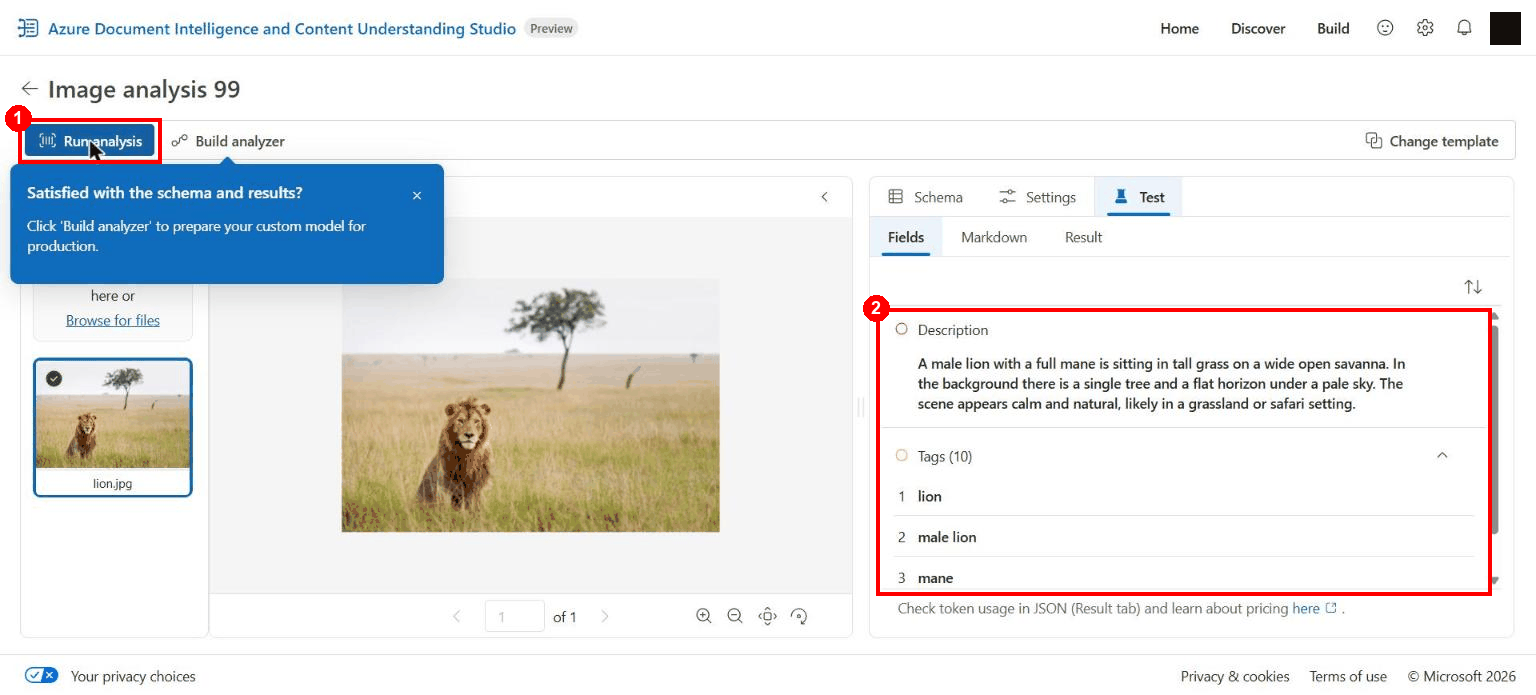 Azure Document Intelligence and Content Understanding Studio Preview
Home Discover Build
Image analysis 99
1
Run analysis Build analyzer Change template
Satisfied with the schema and results?
Click 'Build analyzer' to prepare your custom model for
production.
here or
Browse for files
lion.jpg
1 of 1
Schema Settings Test
Fields Markdown Result
2
Description
A male lion with a full mane is sitting in tall grass on a wide open savanna. In
the background there is a single tree and a flat horizon under a pale sky. The
scene appears calm and natural, likely in a grassland or safari setting.
Tags (10)
1 lion
2 male lion
3 mane
Check token usage in JSON (Result tab) and learn about pricing here .
Your privacy choices Privacy & cookies Terms of use © Microsoft 2026